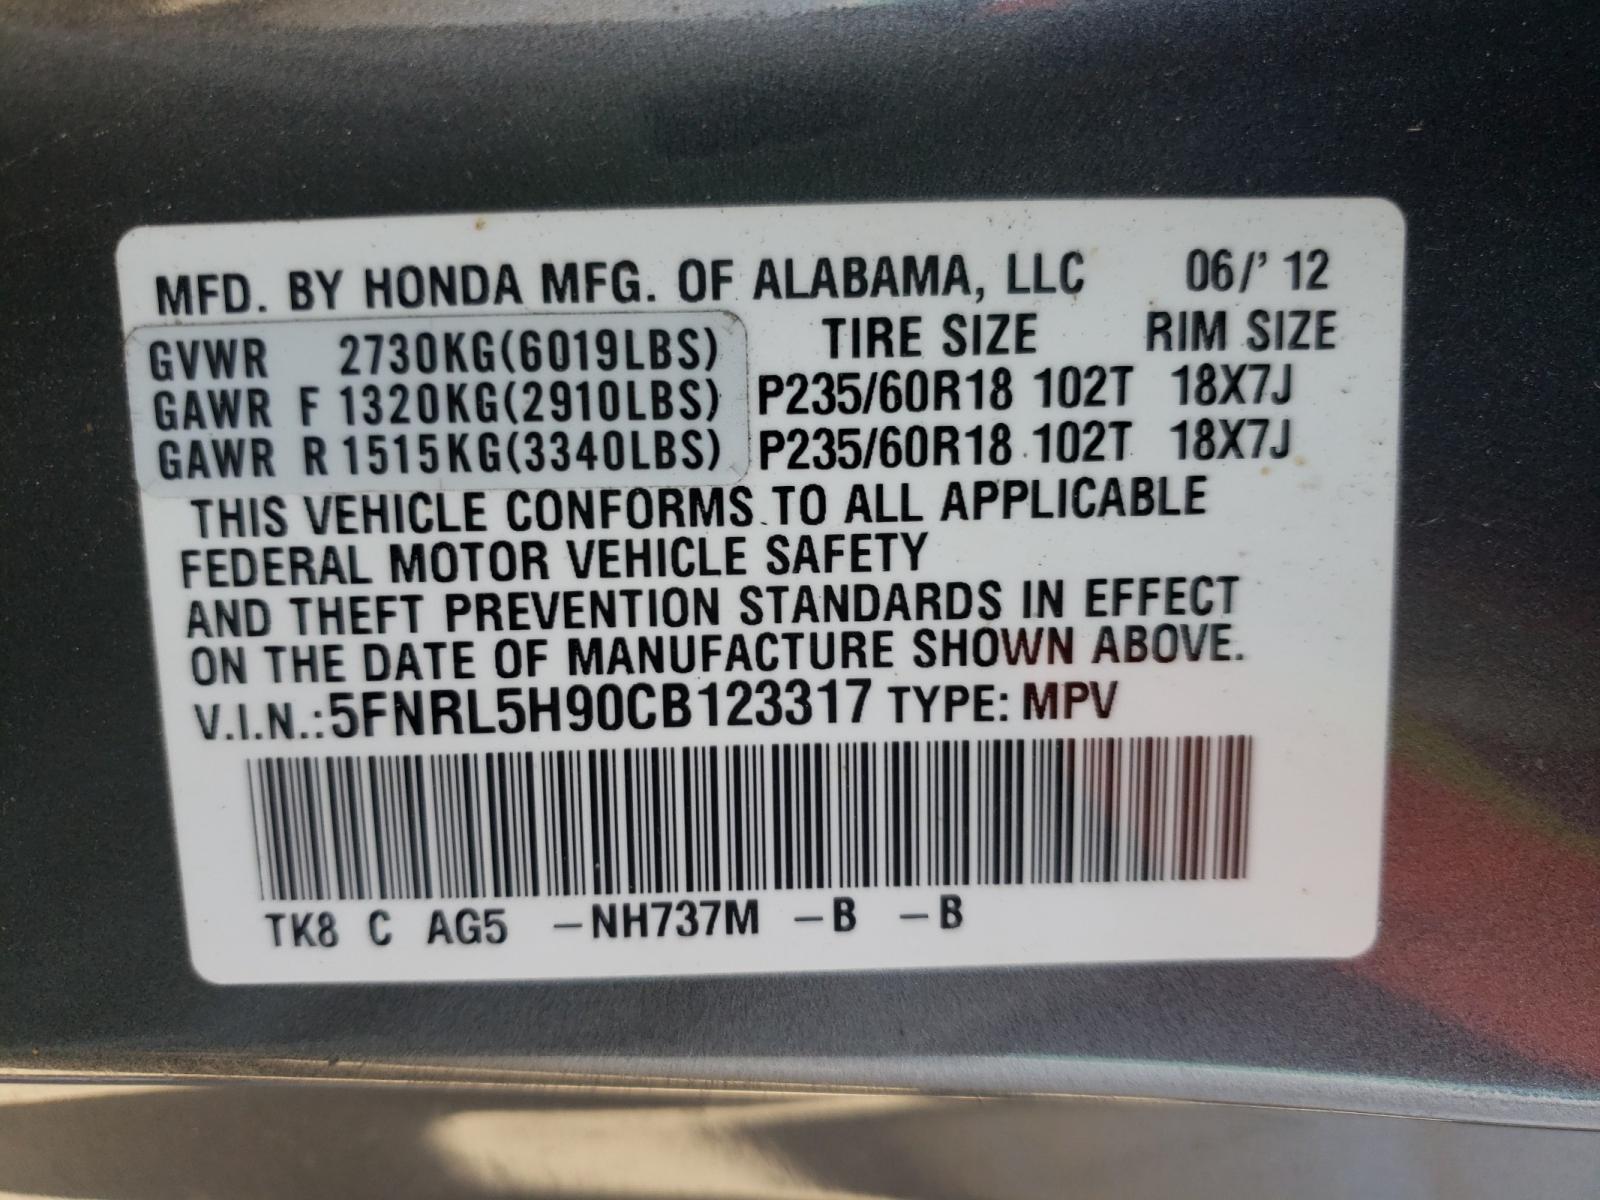 MFD. BY HONDA MFG. OF ALABAMA, LLC 06/' 12
GVWR 2730KG(6019LBS) TIRE SIZE RIM SIZE
GAWR F 1320KG(2910LBS) P235/60R18 102T 18X7J
GAWR R 1515KG(3340LBS) P235/60R18 102T 18X7J
THIS VEHICLE CONFORMS TO ALL APPLICABLE
FEDERAL MOTOR VEHICLE SAFETY
AND THEFT PREVENTION STANDARDS IN EFFECT
ON THE DATE OF MANUFACTURE SHOWN ABOVE.
V.I.N.:5FNRL5H90CB123317 TYPE: MPV
TK8 C AG5 –NH737M –B –B